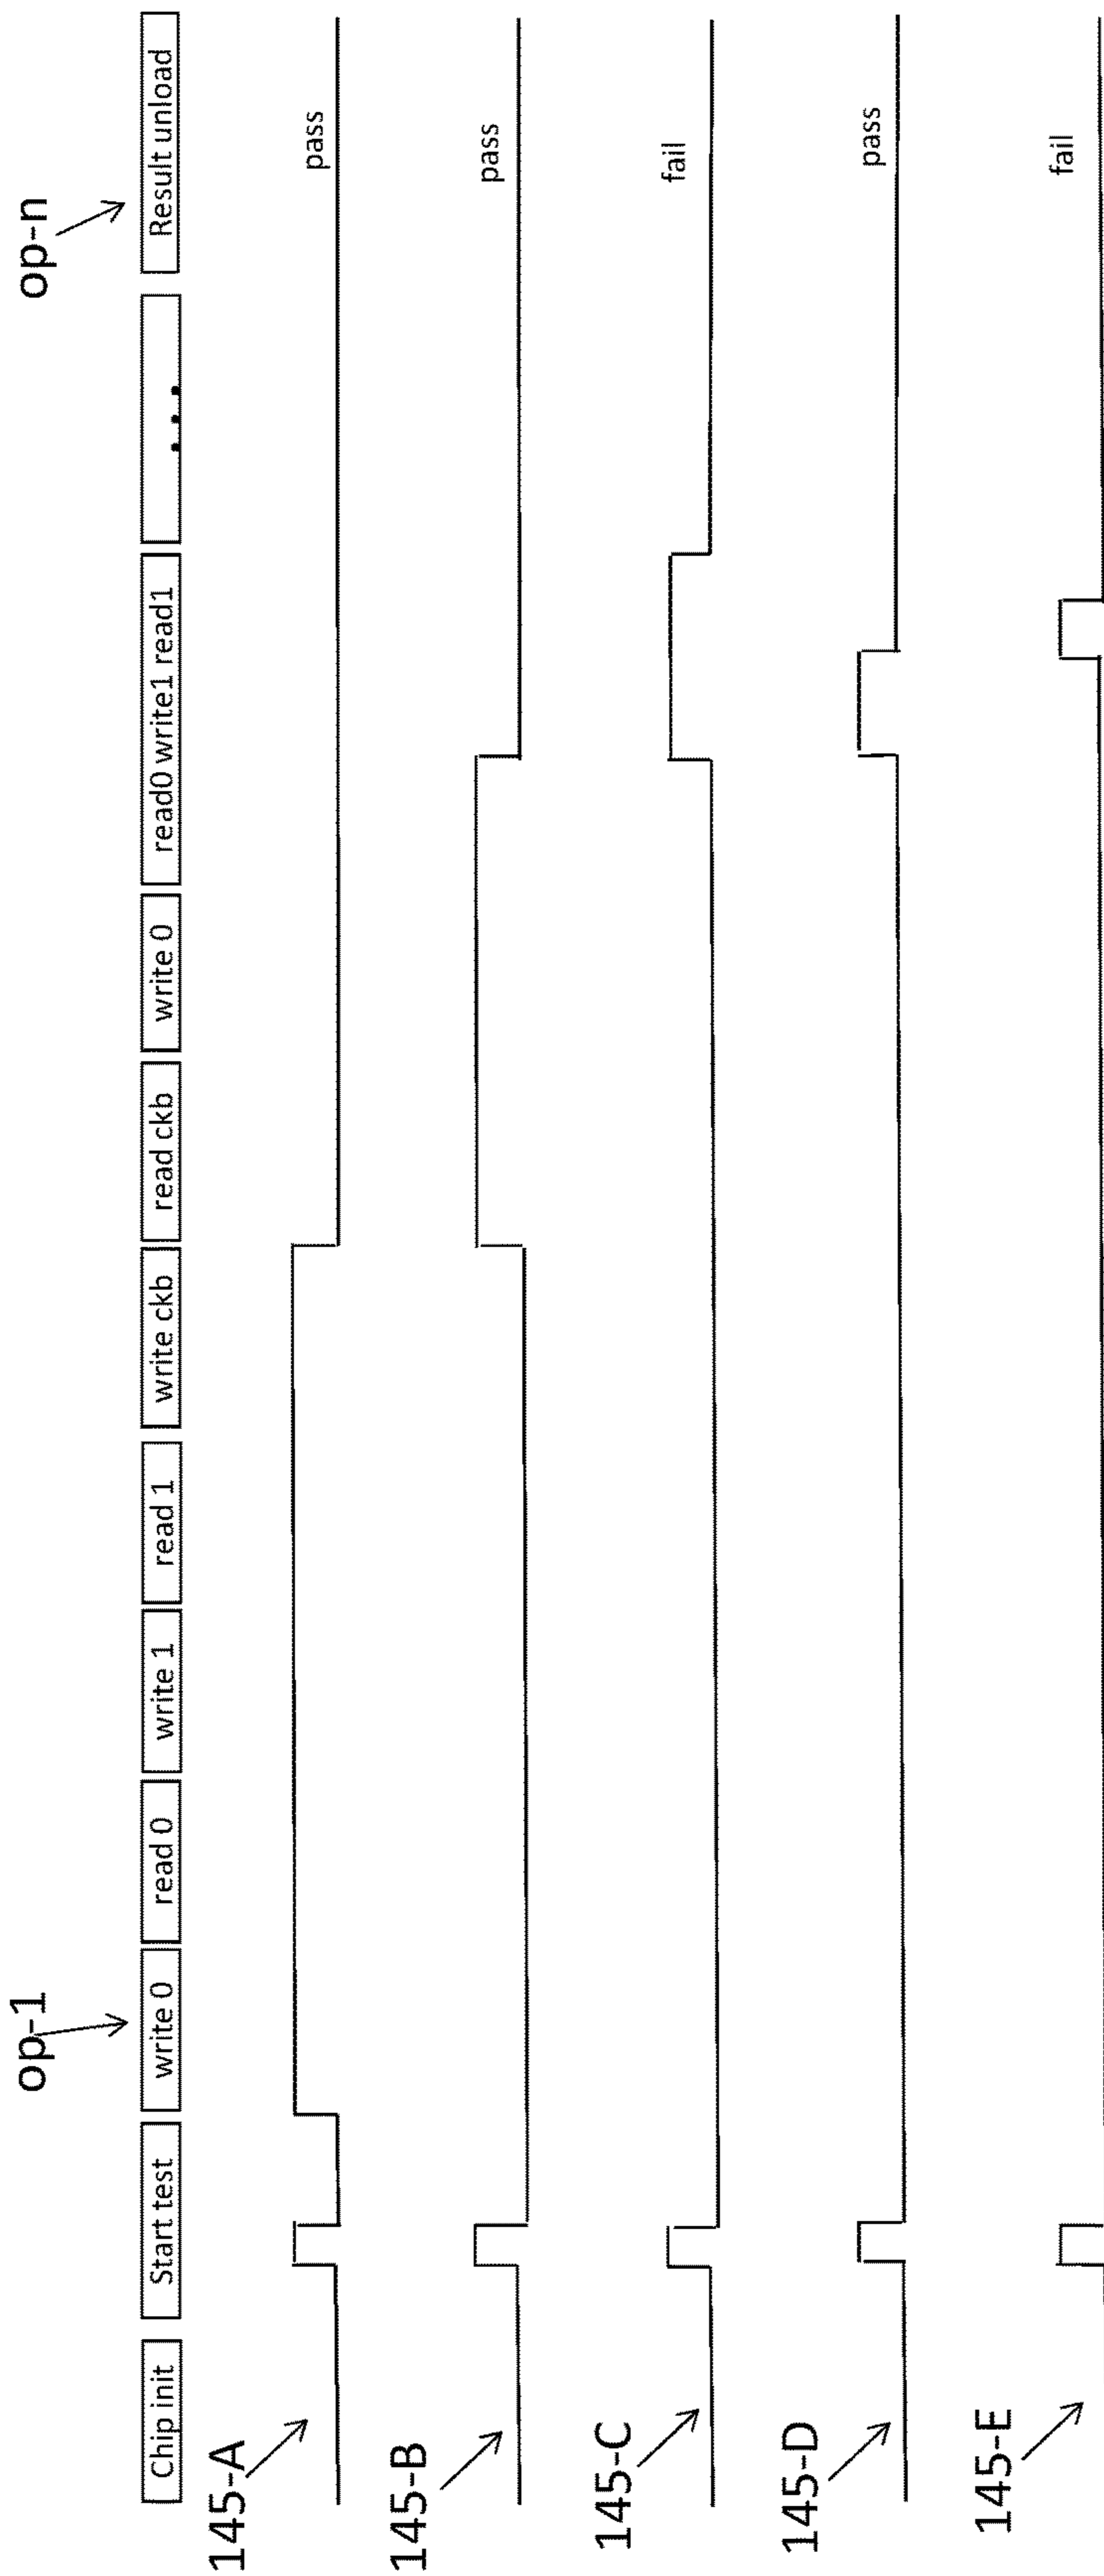 op-1
op-n
Chip init
Start test
write 0
read 0
write 1
read 1
write ckb
read ckb
write 0
read0 write1 read1
...
Result unload
145-A
pass
145-B
pass
145-C
fail
145-D
pass
145-E
fail